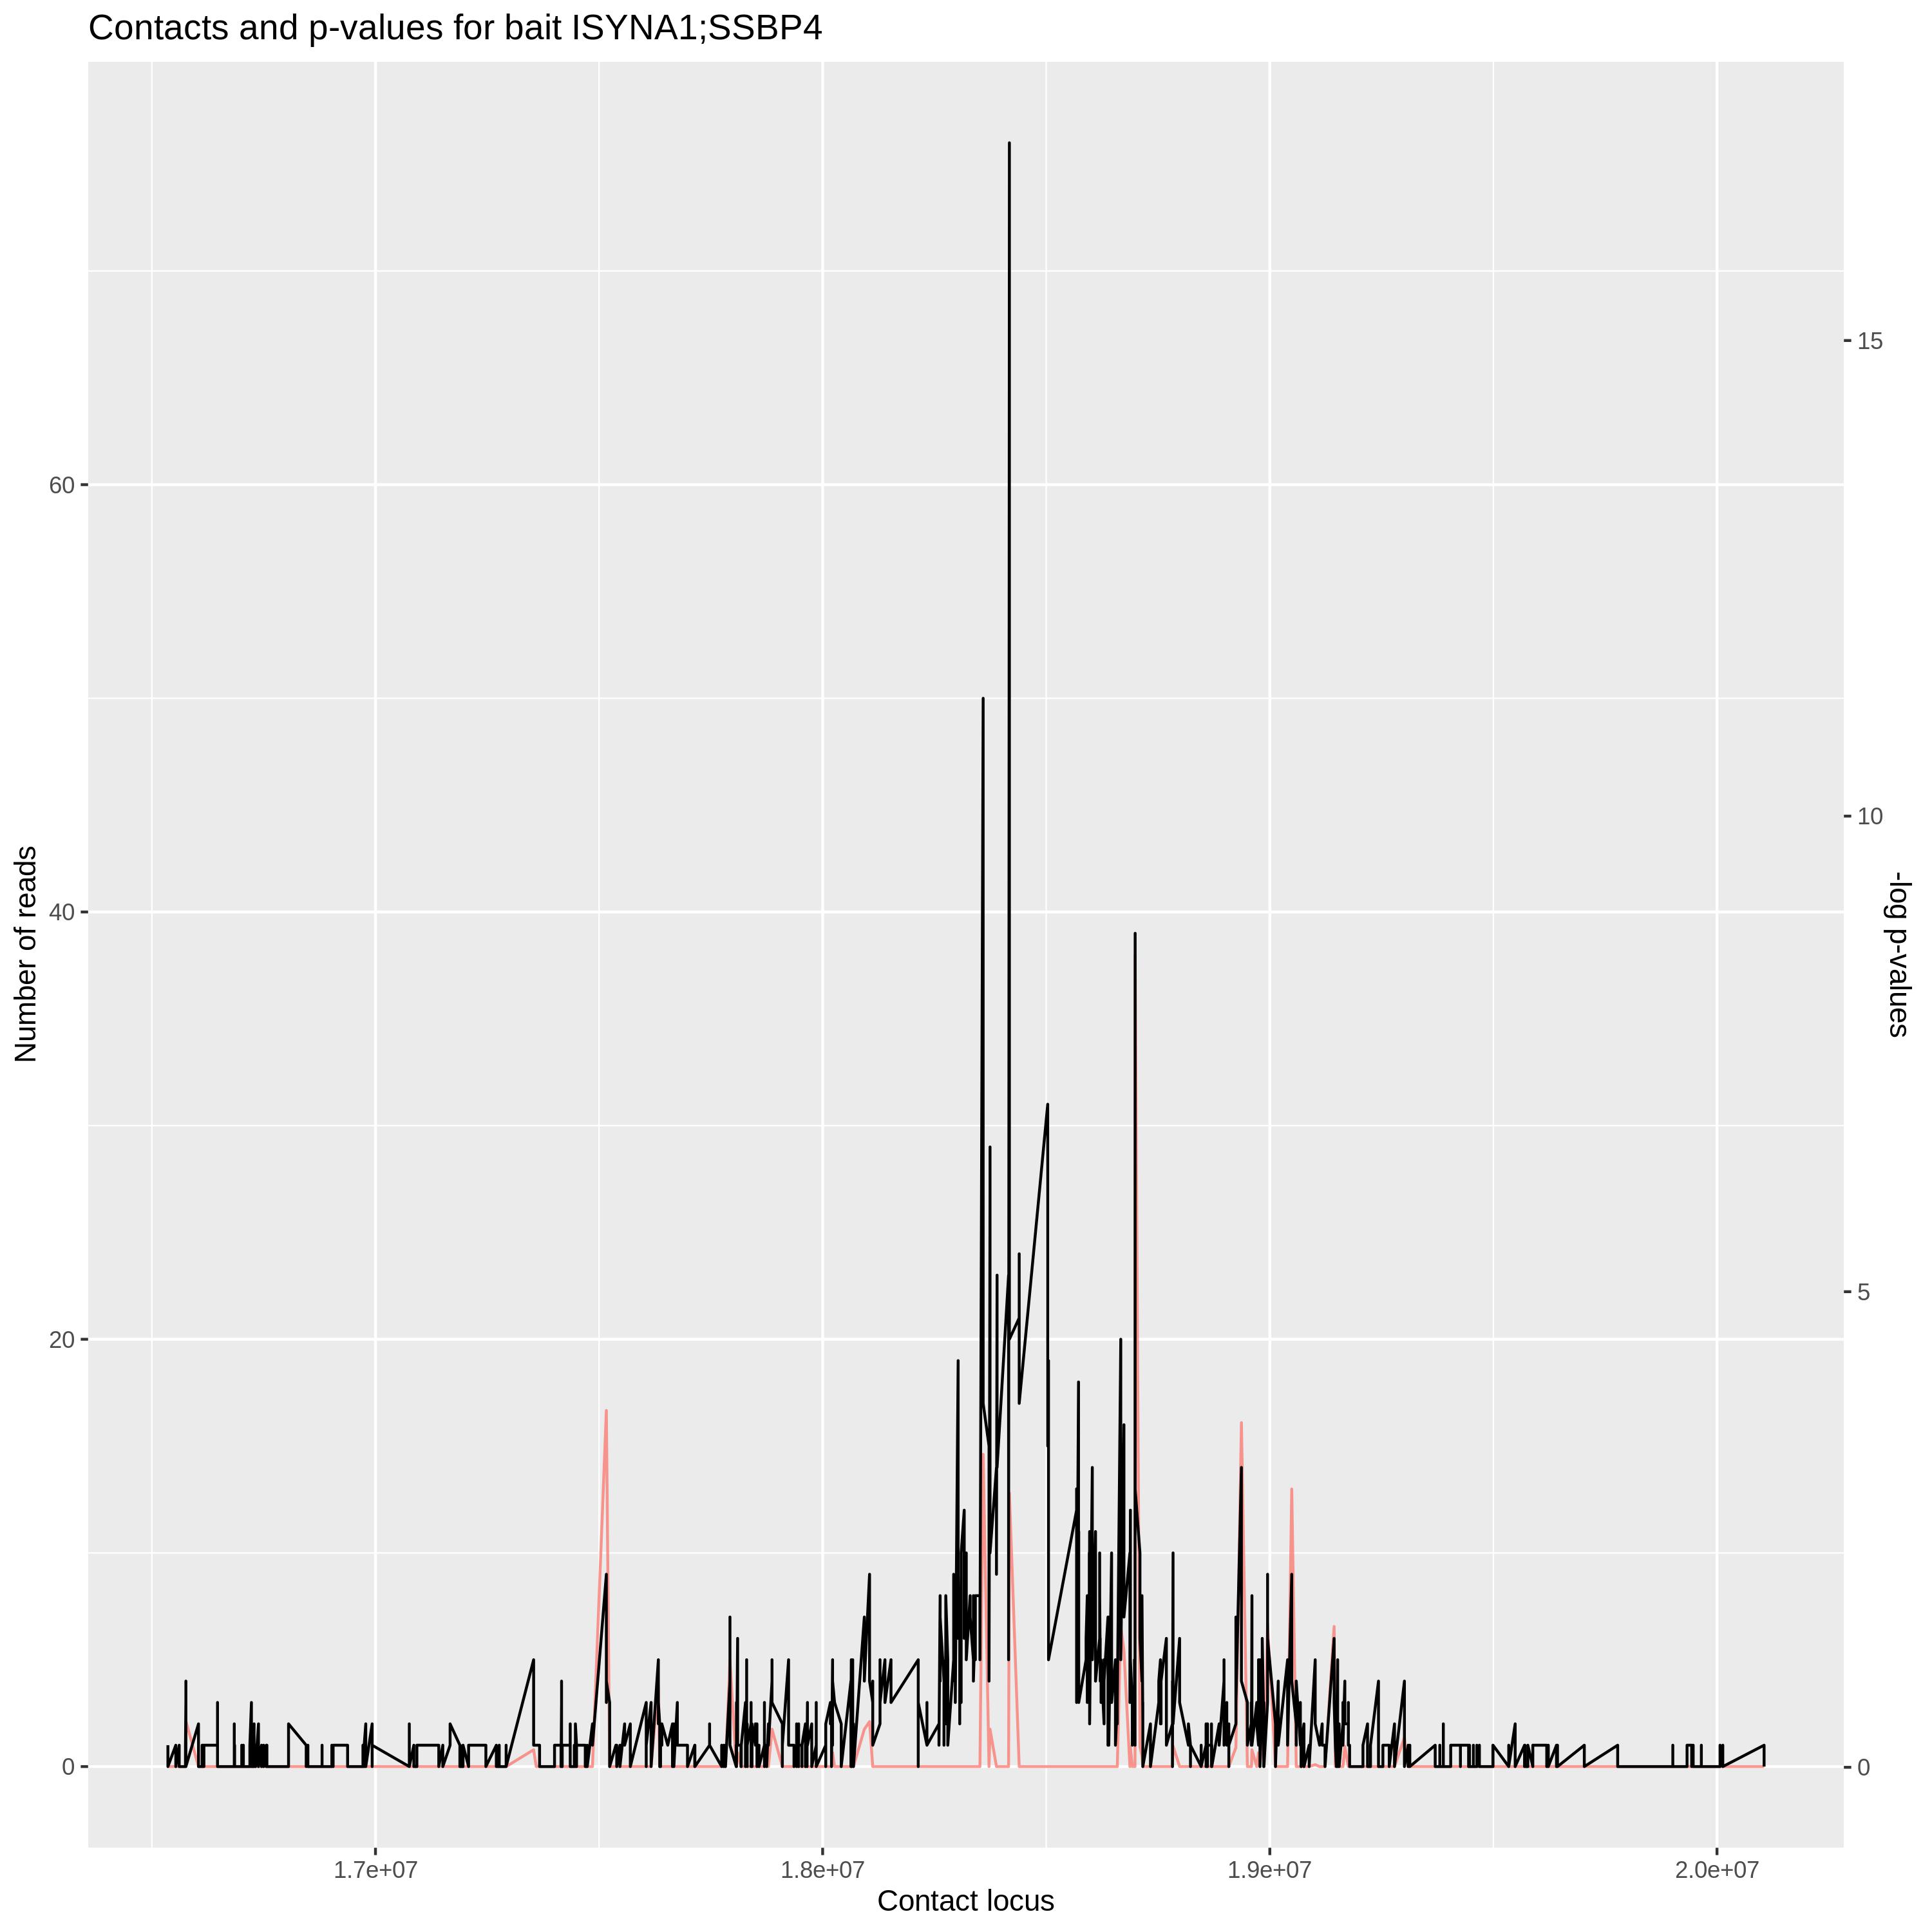 Contacts and p-values for bait ISYNA1;SSBP4
Number of reads
60
40
20
0
15
10
5
0
-log p-values
1.7e+07 1.8e+07 1.9e+07 2.0e+07
Contact locus